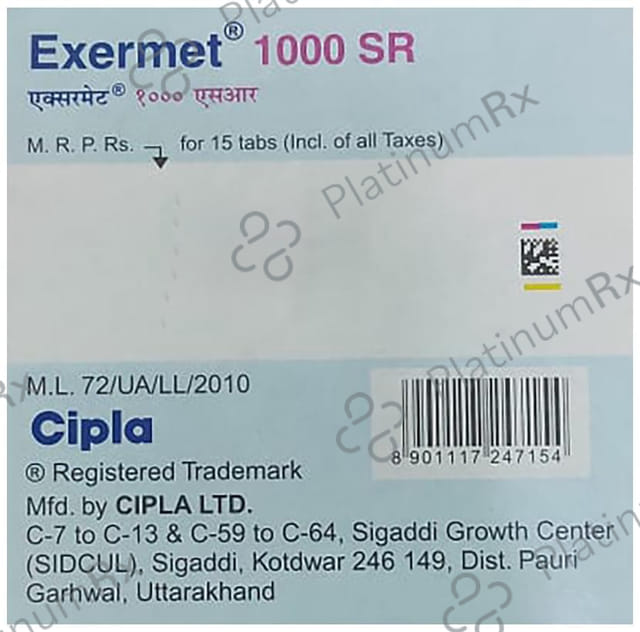 Exermet® 1000 SR
एक्सरमेट® १००० एसआर
M. R. P. Rs. for 15 tabs (Incl. of all Taxes)
PlatinumRx
PlatinumRx
M.L. 72/UA/LL/2010
Cipla
8 901117 247154
® Registered Trademark
Mfd. by CIPLA LTD.
C-7 to C-13 & C-59 to C-64, Sigaddi Growth Center
(SIDCUL), Sigaddi, Kotdwar 246 149, Dist. Pauri
Garhwal, Uttarakhand